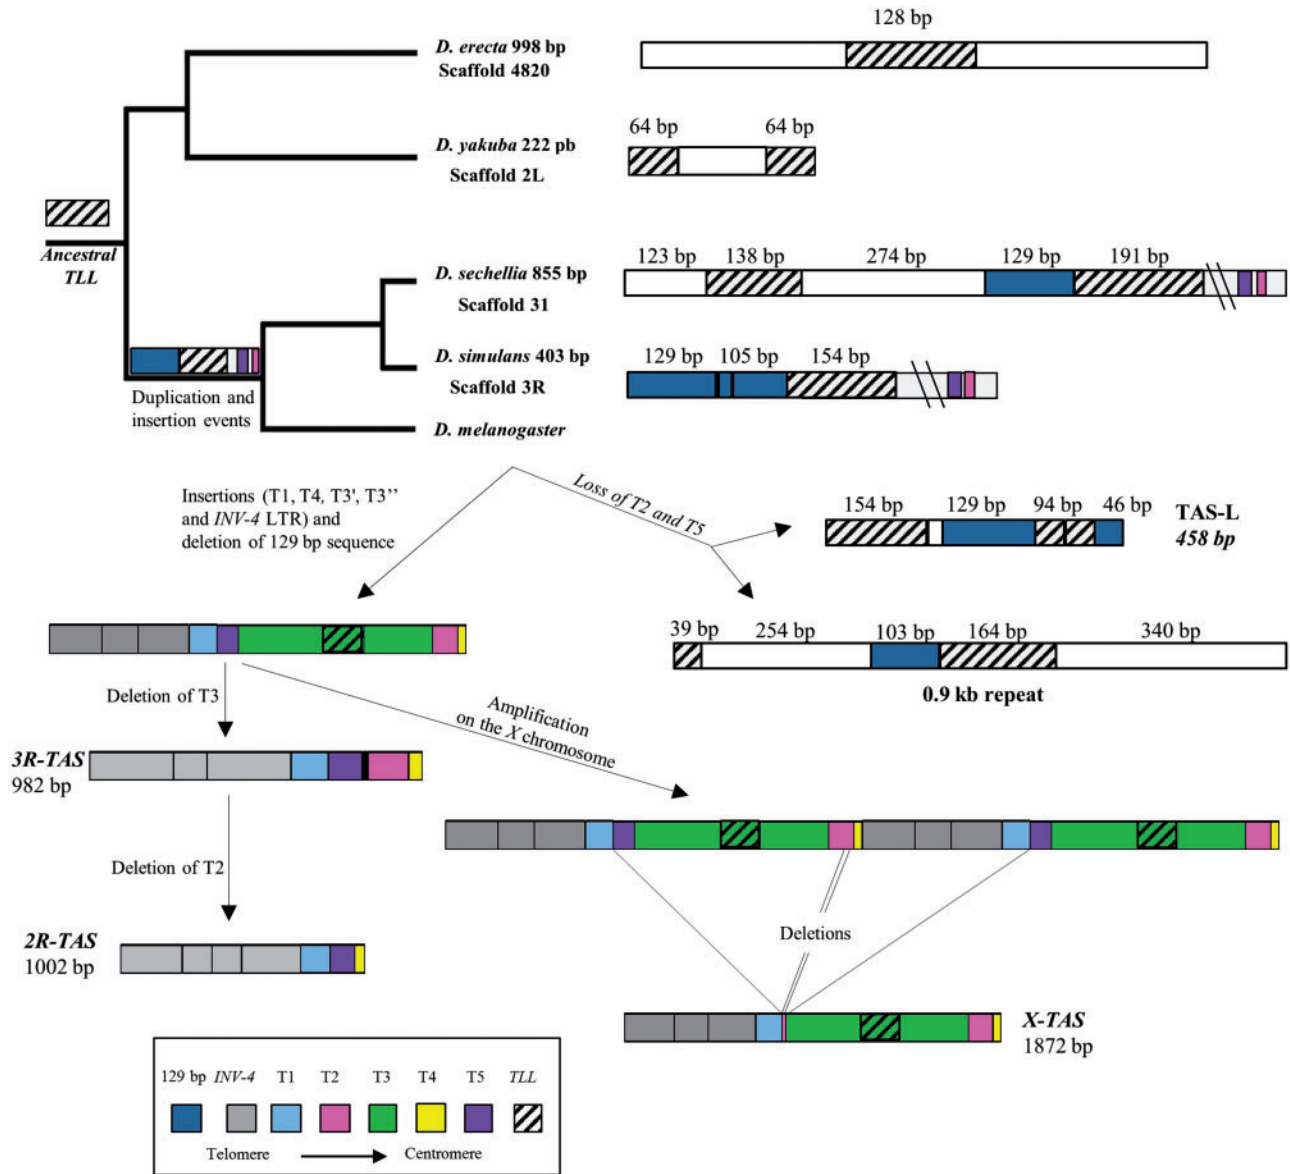 128 bp
D. erecta 998 bp
Scaffold 4820
64 bp 64 bp
D. yakuba 222 pb
Scaffold 2L
Ancestral
TLL
123 bp 138 bp 274 bp 129 bp 191 bp
D. sechellia 855 bp
Scaffold 31
129 bp 105 bp 154 bp
D. simulans 403 bp
Scaffold 3R
Duplication and
insertion events
D. melanogaster
Insertions (T1, T4, T3', T3''
and INV-4 LTR) and
deletion of 129 bp sequence
Loss of T2 and T5
154 bp 129 bp 94 bp 46 bp
TAS-L
458 bp
39 bp 254 bp 103 bp 164 bp 340 bp
0.9 kb repeat
Deletion of T3
Amplification
on the X chromosome
3R-TAS
982 bp
Deletion of T2
2R-TAS
1002 bp
Deletions
X-TAS
1872 bp
129 bp INV-4 T1 T2 T3 T4 T5 TLL
Telomere Centromere